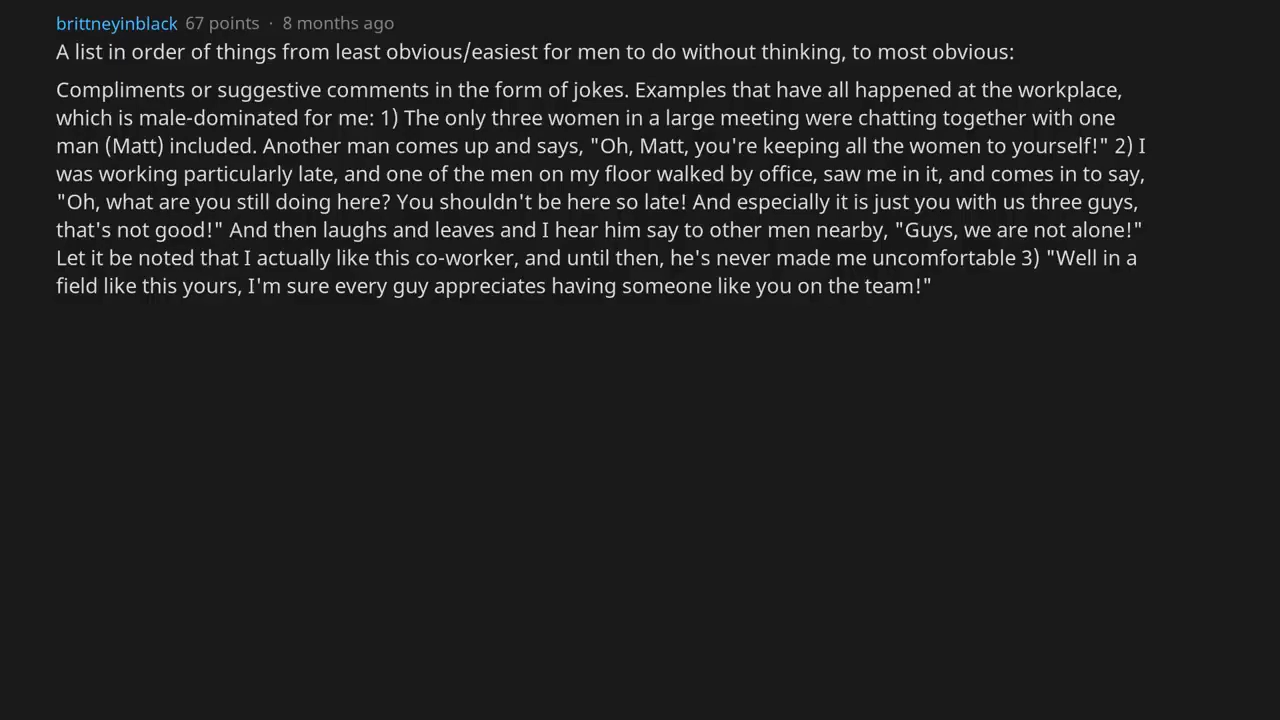 brittneyinblack 67 points · 8 months ago
A list in order of things from least obvious/easiest for men to do without thinking, to most obvious:
Compliments or suggestive comments in the form of jokes. Examples that have all happened at the workplace,
which is male-dominated for me: 1) The only three women in a large meeting were chatting together with one
man (Matt) included. Another man comes up and says, "Oh, Matt, you're keeping all the women to yourself!" 2) I
was working particularly late, and one of the men on my floor walked by office, saw me in it, and comes in to say,
"Oh, what are you still doing here? You shouldn't be here so late! And especially it is just you with us three guys,
that's not good!" And then laughs and leaves and I hear him say to other men nearby, "Guys, we are not alone!"
Let it be noted that I actually like this co-worker, and until then, he's never made me uncomfortable 3) "Well in a
field like this yours, I'm sure every guy appreciates having someone like you on the team!"